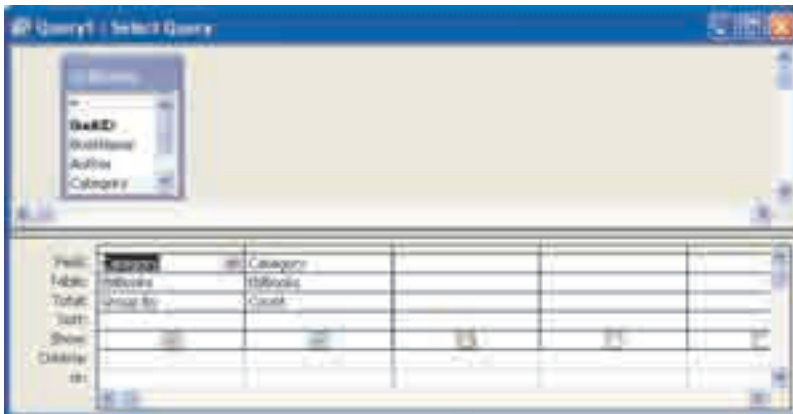 Query1 : Select Query
*
BookID
BookName
Author
Category
Field: Category Category
Table: tblBooks tblBooks
Total: Group By Count
Sort:
Show:
Criteria:
or: